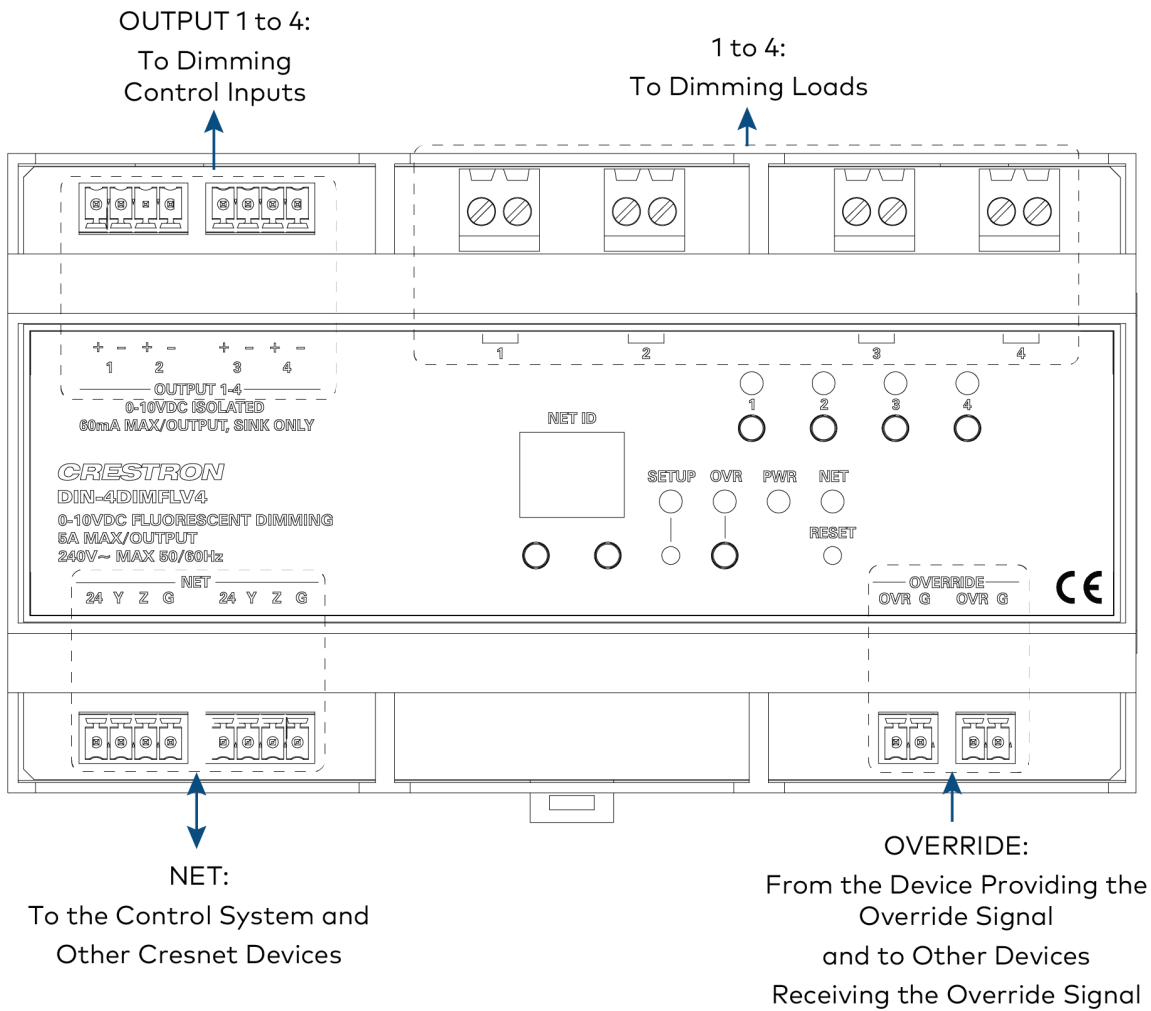 OUTPUT 1 to 4:
To Dimming
Control Inputs
1 to 4:
To Dimming Loads
+ - + - + - + -
1 2 3 4
OUTPUT 1-4
0-10VDC ISOLATED
60mA MAX/OUTPUT, SINK ONLY
1 2 3 4
1 2 3 4
NET ID
CRESTRON
DIN-4DIMFLV4
0-10VDC FLUORESCENT DIMMING
5A MAX/OUTPUT
240V~ MAX 50/60Hz
SETUP OVR PWR NET
RESET
NET
24 Y Z G 24 Y Z G
OVERRIDE
OVR G OVR G
CE
NET:
To the Control System and
Other Cresnet Devices
OVERRIDE:
From the Device Providing the
Override Signal
and to Other Devices
Receiving the Override Signal